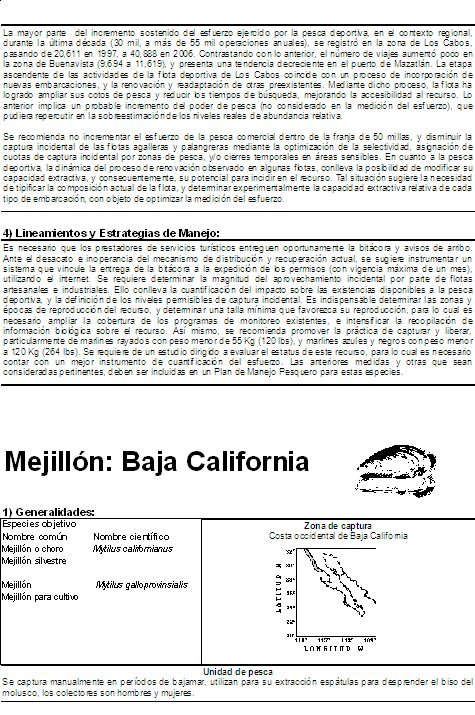 La mayor parte del incremento sostenido del esfuerzo ejercido por la pesca deportiva, en el contexto regional,
durante la última década (30 mil, a más de 55 mil operaciones anuales), se registró en la zona de Los Cabos,
pasando de 20,611 en 1997, a 40,888 en 2006. Contrastando con lo anterior, el número de viajes aumentó poco en
la zona de Buenavista (9,694 a 11,619), y presenta una tendencia decreciente en el puerto de Mazatlán. La etapa
ascendente de las actividades de la flota deportiva de Los Cabos coincide con un proceso de incorporación de
nuevas embarcaciones, y la renovación y readaptación de otras preexistentes. Mediante dicho proceso, la flota ha
logrado ampliar sus cotos de pesca y reducir los tiempos de búsqueda, mejorando la accesibilidad al recurso. Lo
anterior implica un probable incremento del poder de pesca (no considerado en la medición del esfuerzo), que
pudiera repercutir en la sobreestimación de los niveles reales de abundancia relativa.
Se recomienda no incrementar el esfuerzo de la pesca comercial dentro de la franja de 50 millas, y disminuir la
captura incidental de las flotas agalleras y palangreras mediante la optimización de la selectividad, asignación de
cuotas de captura incidental por zonas de pesca, y/o cierres temporales en áreas sensibles. En cuanto a la pesca
deportiva, la dinámica del proceso de renovación observado en algunas flotas, conlleva la posibilidad de modificar su
capacidad extractiva, y consecuentemente, su potencial para incidir en el recurso. Tal situación sugiere la necesidad
de tipificar la composición actual de la flota, y determinar experimentalmente la capacidad extractiva relativa de cada
tipo de embarcación, con objeto de optimizar la medición del esfuerzo.
4) Lineamientos y Estrategias de Manejo:
Es necesario que los prestadores de servicios turísticos entreguen oportunamente la bitácora y avisos de arribo.
Ante el desacato e inoperancia del mecanismo de distribución y recuperación actual, se sugiere instrumentar un
sistema que vincule la entrega de la bitácora a la expedición de los permisos (con vigencia máxima de un mes),
utilizando el internet. Se requiere determinar la magnitud del aprovechamiento incidental por parte de flotas
artesanales e industriales. Ello conlleva la cuantificación del impacto sobre las existencias disponibles a la pesca
deportiva, y la definición de los niveles permisibles de captura incidental. Es indispensable determinar las zonas y
épocas de reproducción del recurso, y determinar una talla mínima que favorezca su reproducción, para lo cual es
necesario ampliar la cobertura de los programas de monitoreo existentes, e intensificar la recopilación de
información biológica sobre el recurso. Así mismo, se recomienda promover la práctica de capturar y liberar,
particularmente de marlines rayados con peso menor de 55 Kg (120 lbs), y marlines azules y negros con peso menor
a 120 Kg (264 lbs). Se requiere de un estudio dirigido a evaluar el estatus de este recurso, para lo cual es necesario
contar con un mejor instrumento de cuantificación del esfuerzo. Las anteriores medidas y otras que sean
consideradas pertinentes, deben ser incluidas en un Plan de Manejo Pesquero para estas especies.
Mejillón: Baja California
1) Generalidades:
Especies objetivo
Nombre común Nombre científico
Mejillón o choro Mytilus californianus
Mejillón silvestre
Mejillón Mytilus galloprovinsialis
Mejillón para cultivo
Zona de captura
Costa occidental de Baja California
LATITUD N
LONGITUD W
Unidad de pesca
Se captura manualmente en períodos de bajamar, utilizan para su extracción espátulas para desprender el biso del
molusco, los colectores son hombres y mujeres.